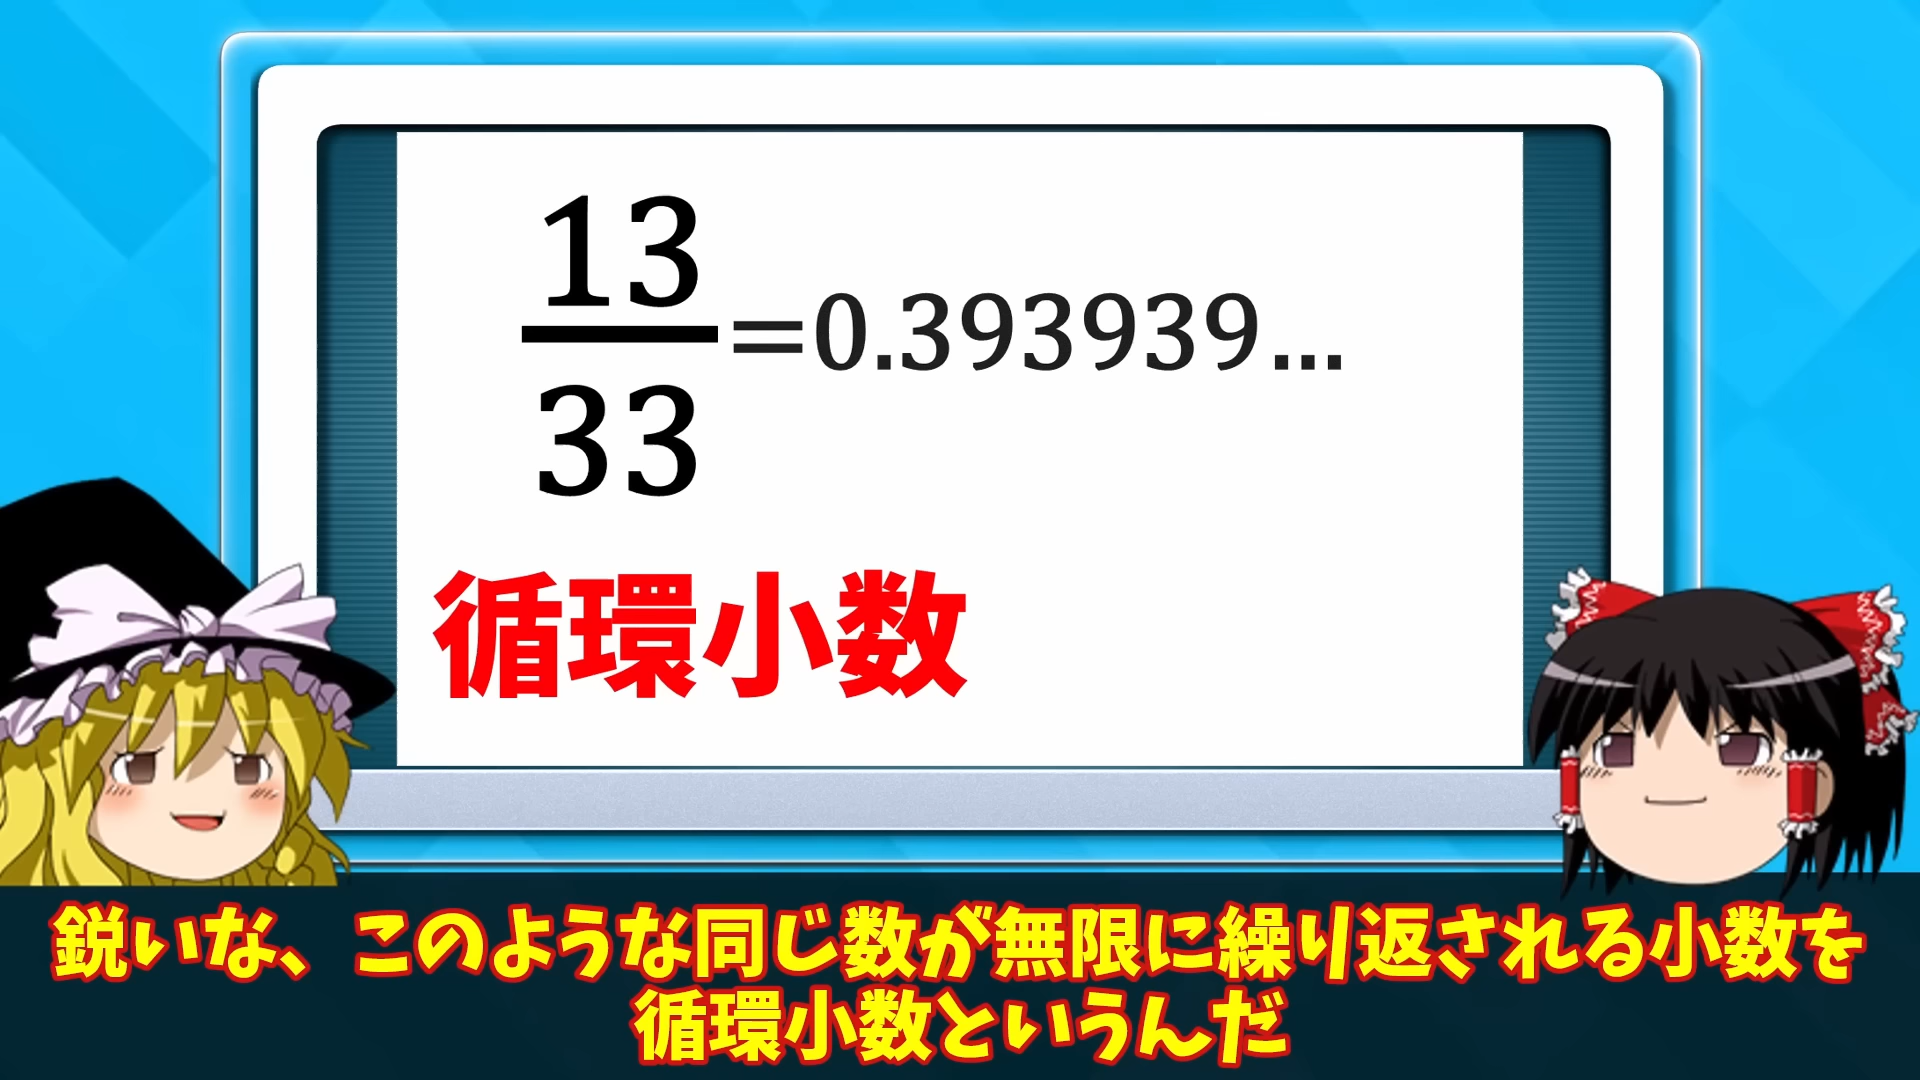 13
33
=0.393939...
循環小数
鋭いな、このような同じ数が無限に繰り返される小数を
循環小数というんだ